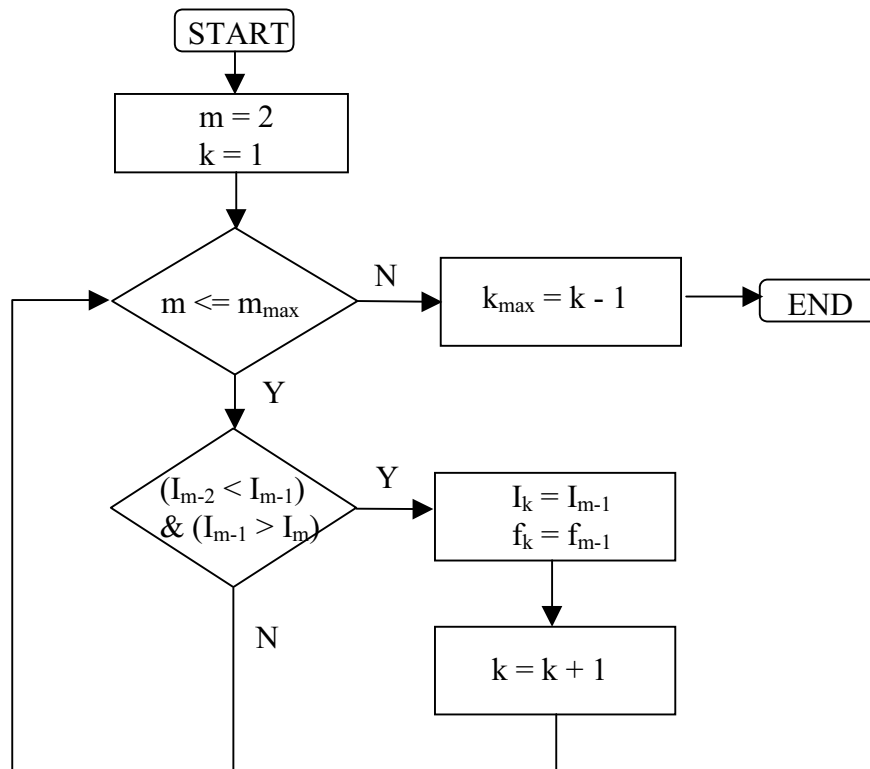 START
m = 2
k = 1
m <= mmax
N
kmax = k - 1
END
Y
(Im-2 < Im-1)
& (Im-1 > Im)
Y
Ik = Im-1
fk = fm-1
N
k = k + 1